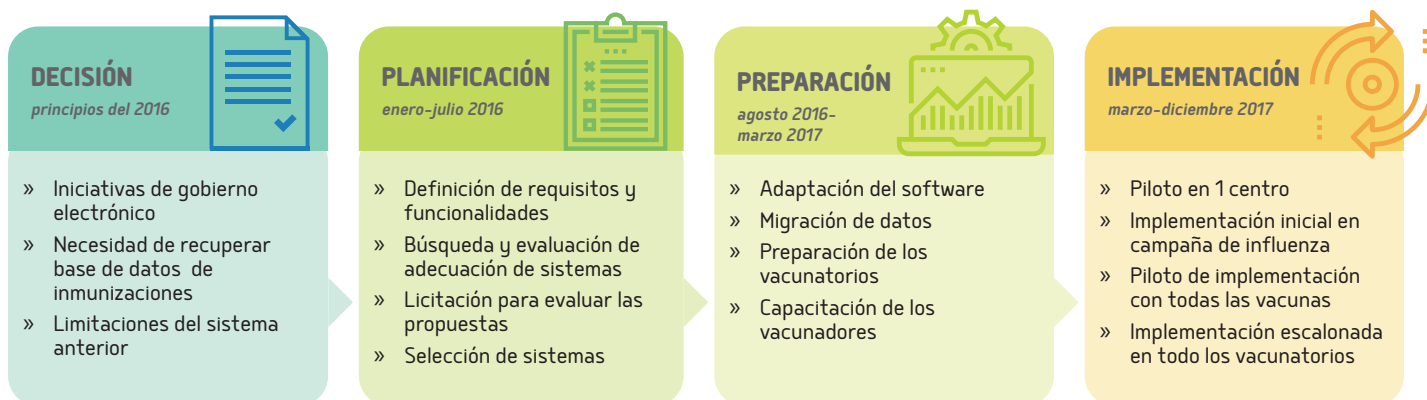 DECISIÓN
principios del 2016
» Iniciativas de gobierno
electrónico
» Necesidad de recuperar
base de datos de
inmunizaciones
» Limitaciones del sistema
anterior
PLANIFICACIÓN
enero-julio 2016
» Definición de requisitos y
funcionalidades
» Búsqueda y evaluación de
adecuación de sistemas
» Licitación para evaluar las
propuestas
» Selección de sistemas
PREPARACIÓN
agosto 2016-
marzo 2017
» Adaptación del software
» Migración de datos
» Preparación de los
vacunatorios
» Capacitación de los
vacunadores
IMPLEMENTACIÓN
marzo-diciembre 2017
» Piloto en 1 centro
» Implementación inicial en
campaña de influenza
» Piloto de implementación
con todas las vacunas
» Implementación escalonada
en todo los vacunatorios